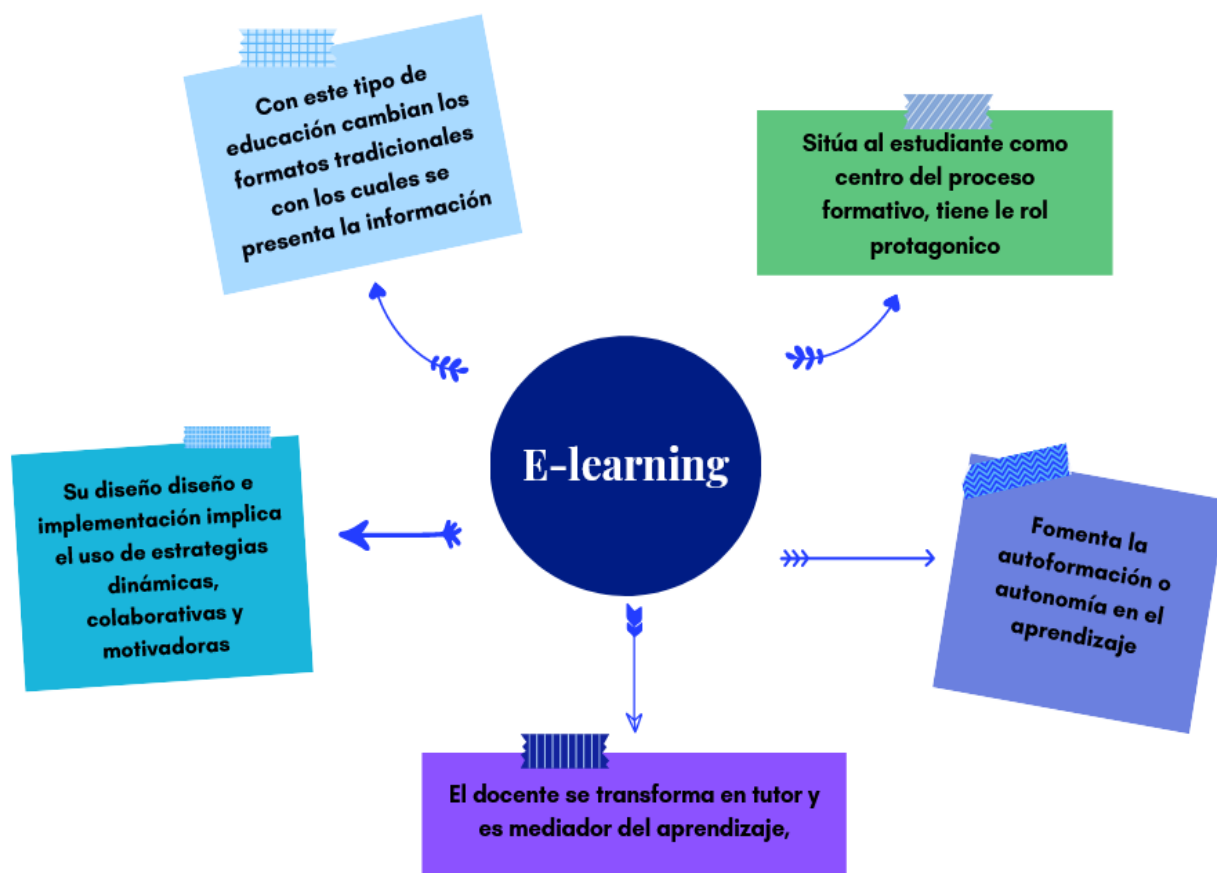 Con este tipo de
educación cambian los
formatos tradicionales
con los cuales se
presenta la información
Sitúa al estudiante como
centro del proceso
formativo, tiene le rol
protagonico
E-learning
Su diseño diseño e
implementación implica
el uso de estrategias
dinámicas,
colaborativas y
motivadoras
Fomenta la
autoformación o
autonomía en el
aprendizaje
El docente se transforma en tutor y
es mediador del aprendizaje,